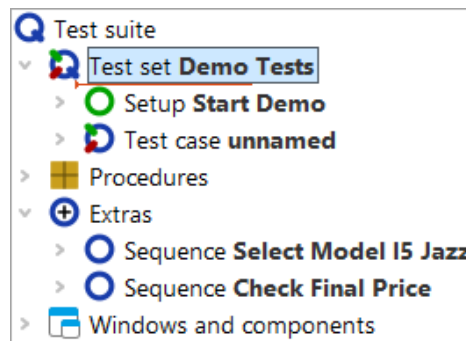 Test suite
Test set Demo Tests
Setup Start Demo
Test case unnamed
Procedures
Extras
Sequence Select Model I5 Jazz
Sequence Check Final Price
Windows and components